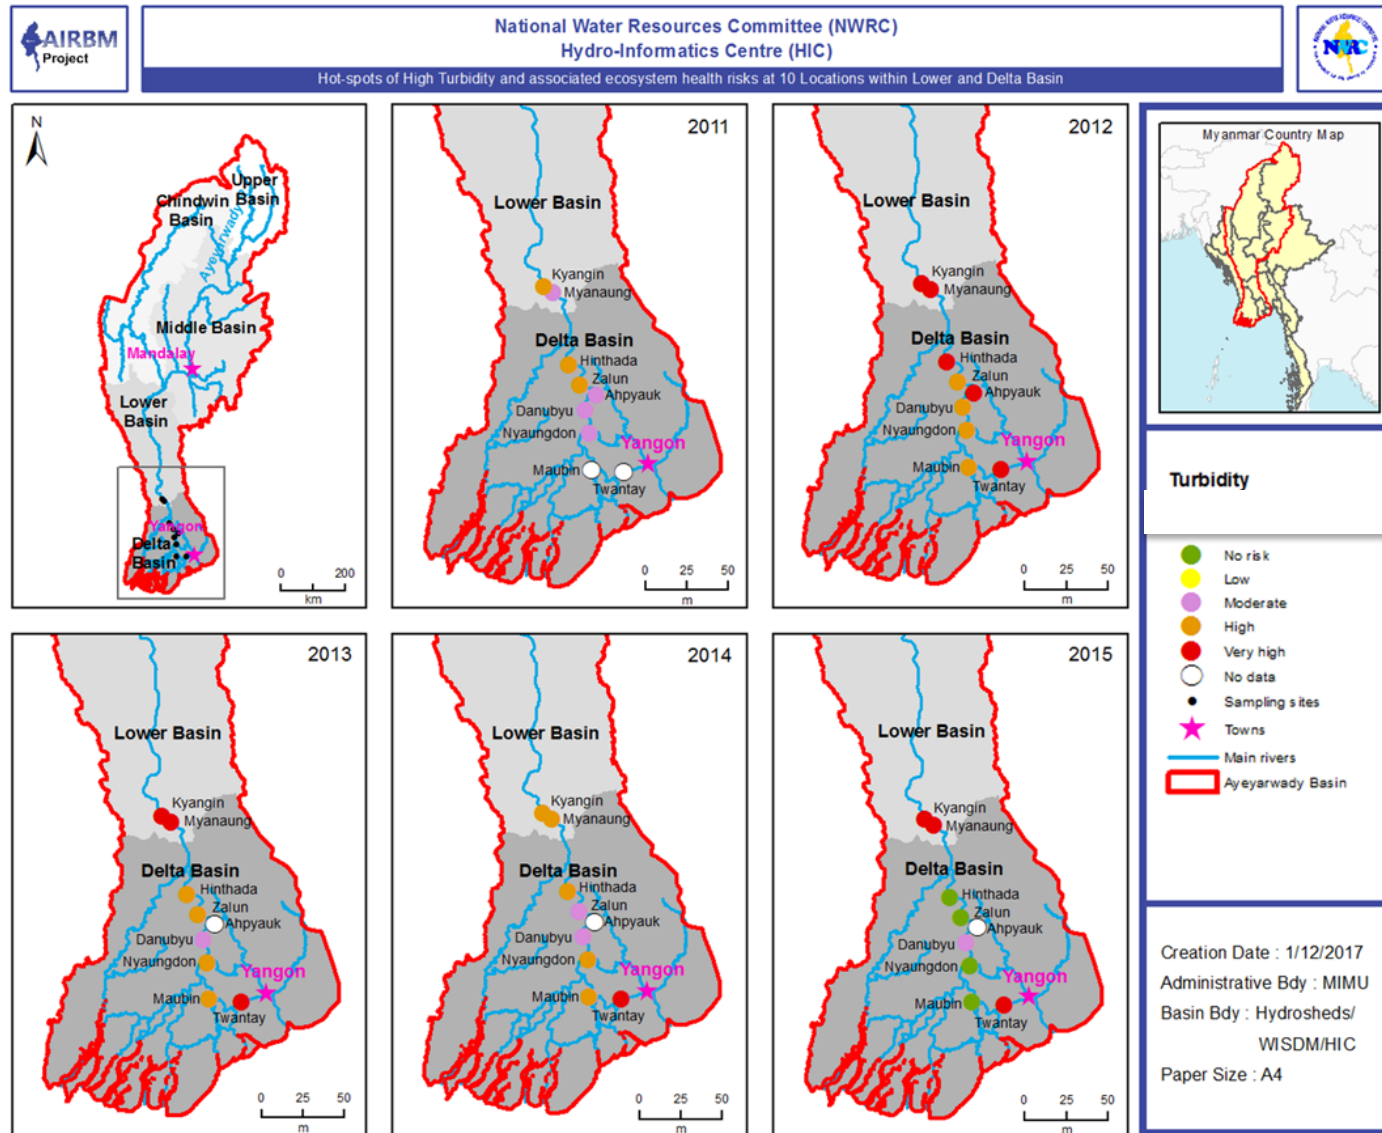 AIRBM
Project
National Water Resources Committee (NWRC)
Hydro-Informatics Centre (HIC)
Hot-spots of High Turbidity and associated ecosystem health risks at 10 Locations within Lower and Delta Basin
NWRC
N
Upper
Basin
Chindwin
Basin
Ayeyarwady
Middle Basin
Mandalay
Lower
Basin
Yangon
Delta
Basin
0 200
km
2011
Lower Basin
Kyangin
Myanaung
Delta Basin
Hinthada
Zalun
Ahpyauk
Danubyu
Nyaungdon
Yangon
Maubin
Twantay
0 25 50
m
2012
Lower Basin
Kyangin
Myanaung
Delta Basin
Hinthada
Zalun
Ahpyauk
Danubyu
Nyaungdon
Yangon
Maubin
Twantay
0 25 50
m
Myanmar Country Map
Turbidity
No risk
Low
Moderate
High
Very high
No data
Sampling sites
Towns
Main rivers
Ayeyarwady Basin
2013
Lower Basin
Kyangin
Myanaung
Delta Basin
Hinthada
Zalun
Ahpyauk
Danubyu
Nyaungdon
Yangon
Maubin
Twantay
0 25 50
m
2014
Lower Basin
Kyangin
Myanaung
Delta Basin
Hinthada
Zalun
Ahpyauk
Danubyu
Nyaungdon
Yangon
Maubin
Twantay
0 25 50
m
2015
Lower Basin
Kyangin
Myanaung
Delta Basin
Hinthada
Zalun
Ahpyauk
Danubyu
Nyaungdon
Yangon
Maubin
Twantay
0 25 50
m
Creation Date : 1/12/2017
Administrative Bdy : MIMU
Basin Bdy : Hydrosheds/
WISDM/HIC
Paper Size : A4